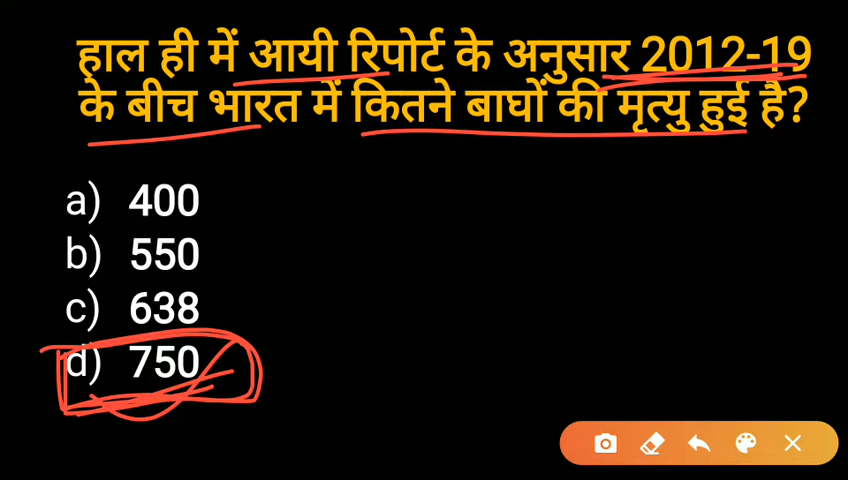 हाल ही में आयी रिपोर्ट के अनुसार 2012-19
के बीच भारत में कितने बाघों की मृत्यु हुई है?
a) 400
b) 550
c) 638
d) 750